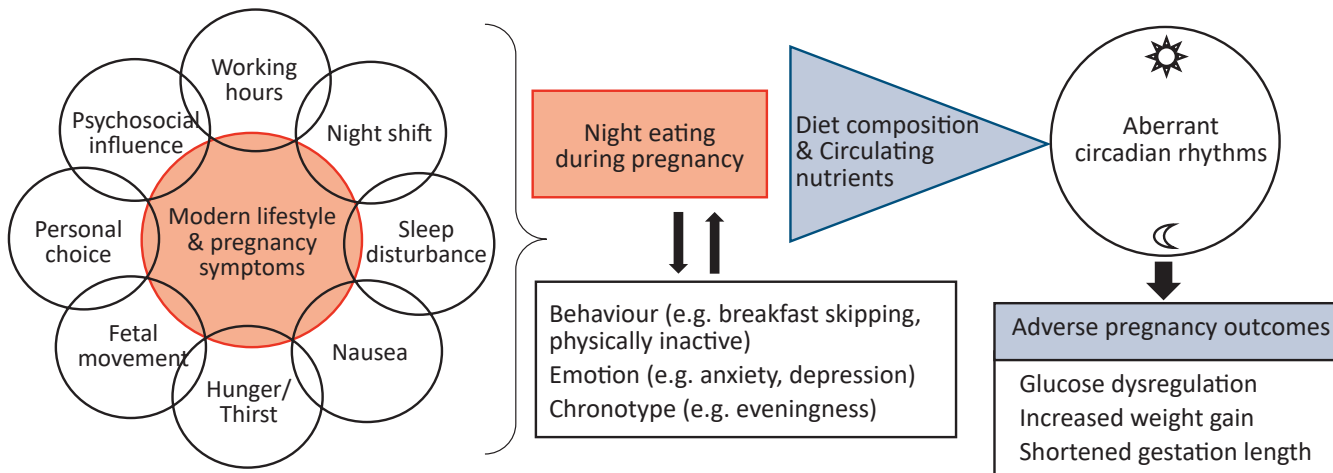 Working
hours
Night shift
Sleep
disturbance
Nausea
Hunger/
Thirst
Fetal
movement
Personal
choice
Psychosocial
influence
Modern lifestyle
& pregnancy
symptoms
Night eating
during pregnancy
Behaviour (e.g. breakfast skipping,
physically inactive)
Emotion (e.g. anxiety, depression)
Chronotype (e.g. eveningness)
Diet composition
& Circulating
nutrients
Aberrant
circadian rhythms
Adverse pregnancy outcomes
Glucose dysregulation
Increased weight gain
Shortened gestation length